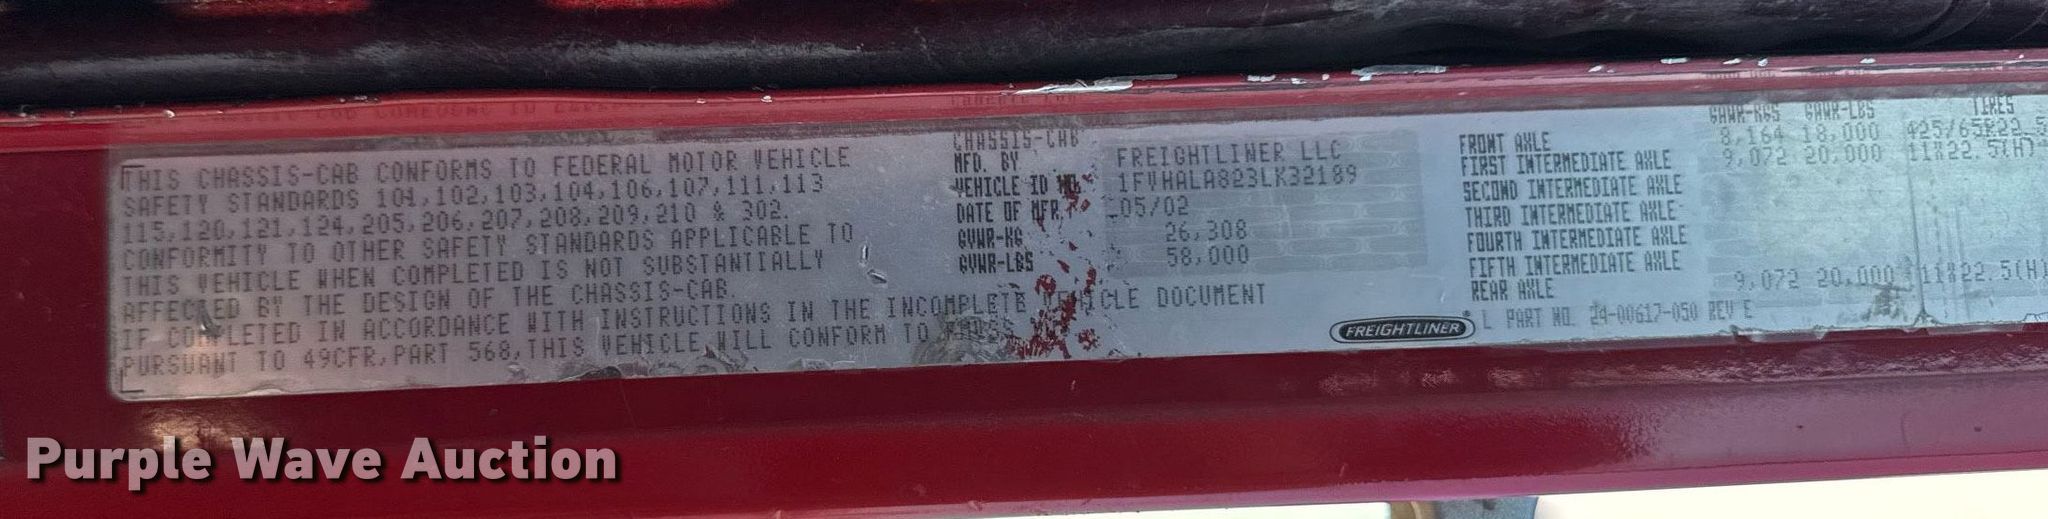 THIS CHASSIS-CAB CONFORMS TO FEDERAL MOTOR VEHICLE
SAFETY STANDARDS 101,102,103,104,106,107,111,113
115,120,121,124,205,206,207,208,209,210 & 302.
CONFORMITY TO OTHER SAFETY STANDARDS APPLICABLE TO
THIS VEHICLE WHEN COMPLETED IS NOT SUBSTANTIALLY
AFFECTED BY THE DESIGN OF THE CHASSIS-CAB.
IF COMPLETED IN ACCORDANCE WITH INSTRUCTIONS IN THE INCOMPLETE VEHICLE DOCUMENT
PURSUANT TO 49CFR,PART 568,THIS VEHICLE WILL CONFORM TO
CHASSIS-CAB
MFD. BY FREIGHTLINER LLC
VEHICLE ID NO. 1FVHALA823LK32189
DATE OF MFR. 05/02
GVWR-KG 26,308
GVWR-LBS 58,000
GAWR-KGS GAWR-LBS TIRES
FRONT AXLE 8,164 18,000 425/65R22.5
FIRST INTERMEDIATE AXLE 9,072 20,000 11X22.5(H)
SECOND INTERMEDIATE AXLE
THIRD INTERMEDIATE AXLE
FOURTH INTERMEDIATE AXLE
FIFTH INTERMEDIATE AXLE
REAR AXLE 9,072 20,000 11X22.5(H)
FREIGHTLINER® L PART NO. 24-00617-050 REV E
Purple Wave Auction